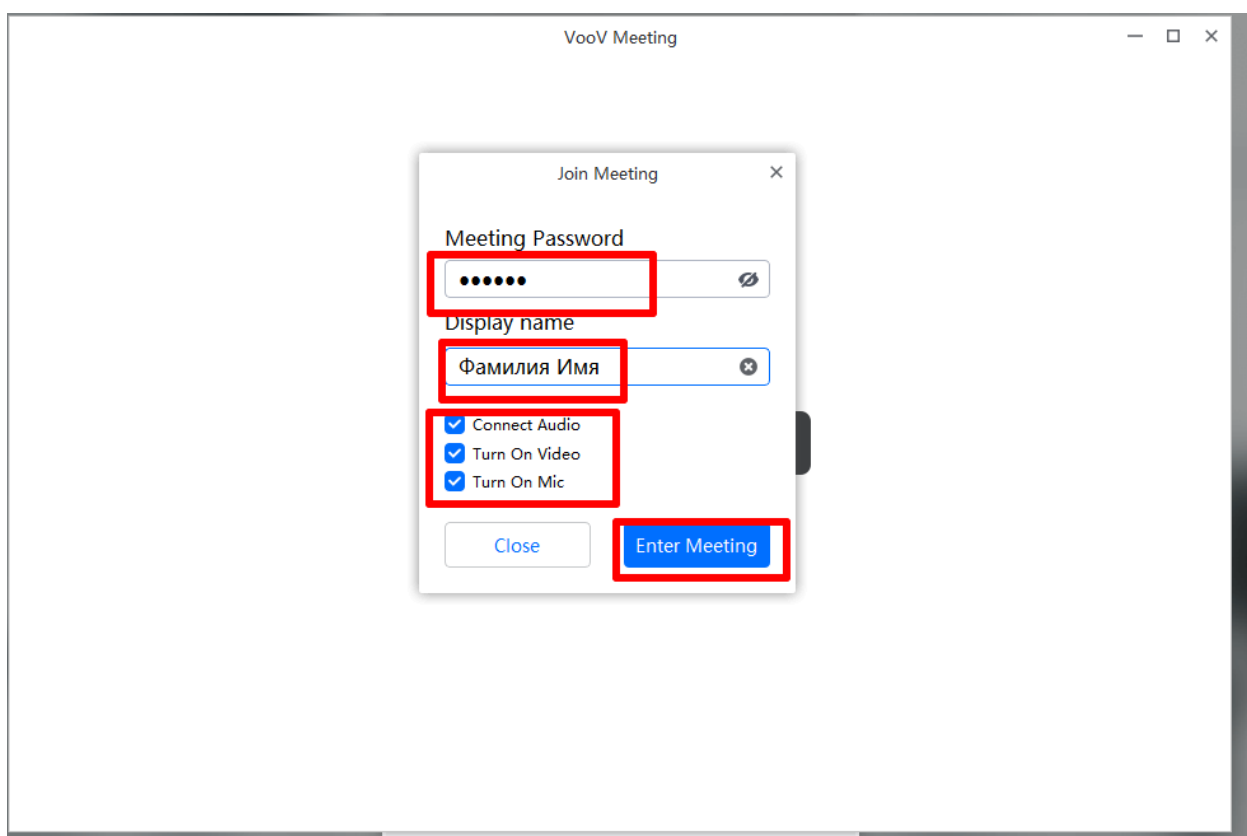 VooV Meeting
Join Meeting
Meeting Password
••••••
Display name
Фамилия Имя
Connect Audio
Turn On Video
Turn On Mic
Close
Enter Meeting